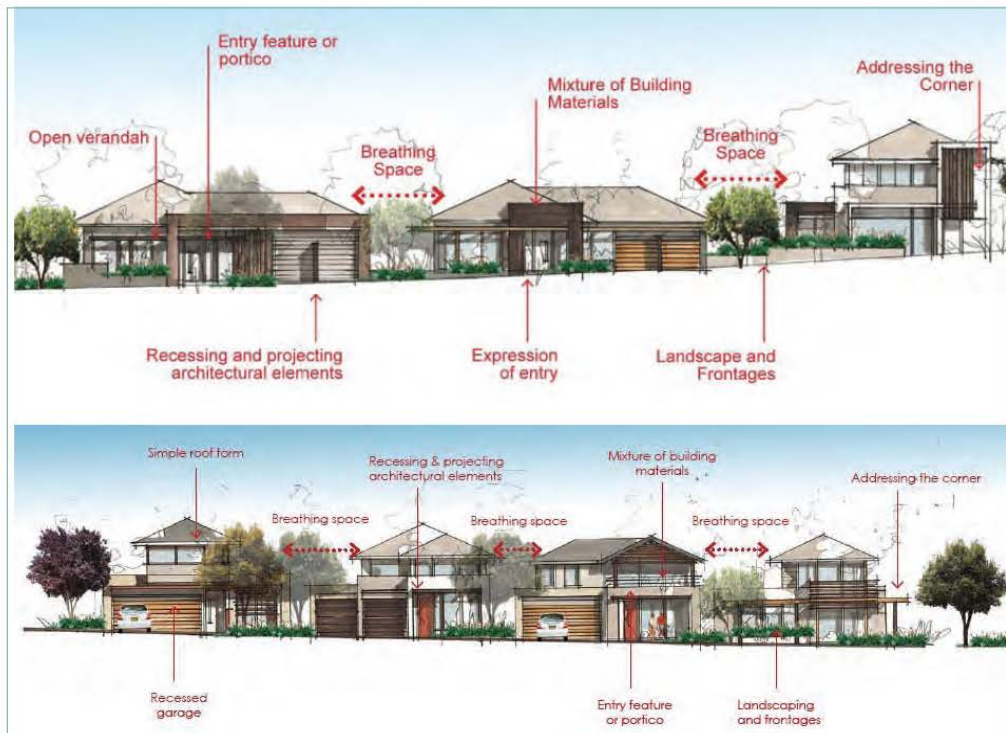 Entry feature or
portico
Addressing the
Corner
Mixture of Building
Materials
Open verandah
Breathing
Space
Breathing
Space
Recessing and projecting
architectural elements
Expression
of entry
Landscape and
Frontages
Simple roof form
Recessing & projecting
architectural elements
Mixture of building
materials
Addressing the corner
Breathing space
Breathing space
Breathing space
Recessed
garage
Entry feature
or portico
Landscaping
and frontages